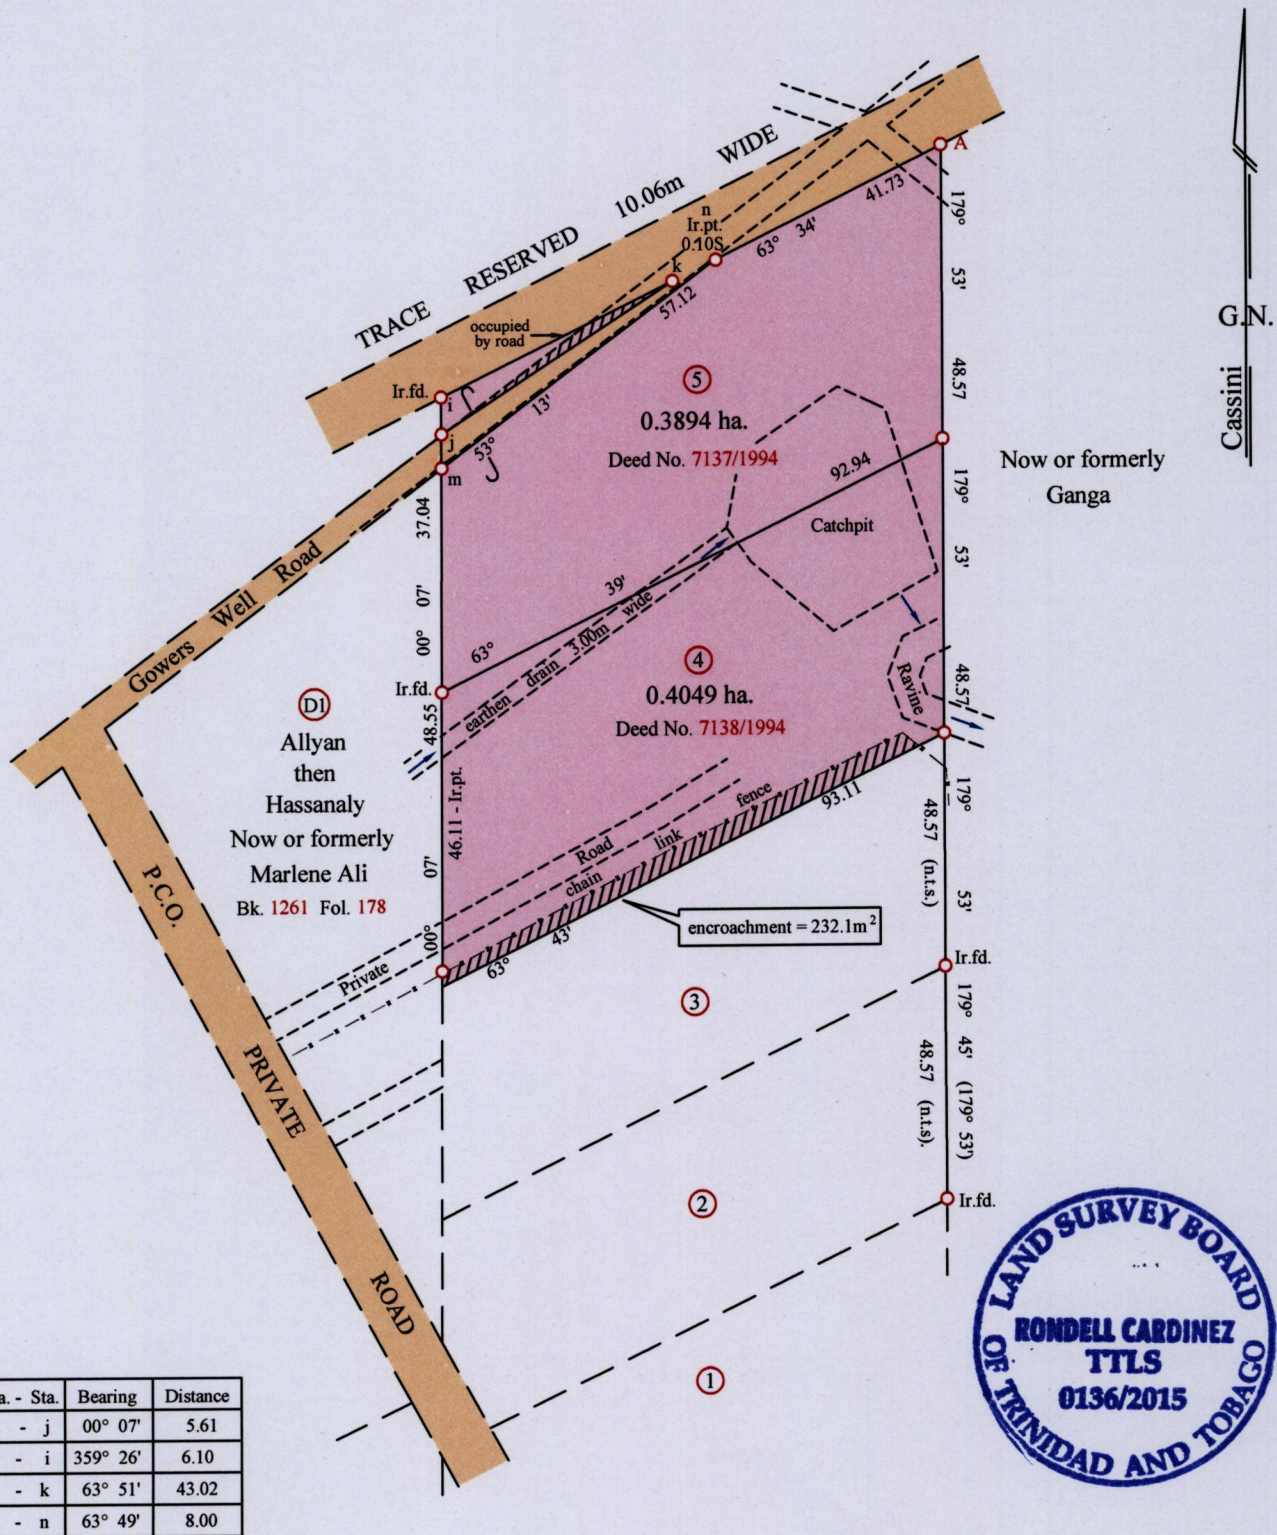 TRACE RESERVED 10.06m WIDE
n
Ir.pt.
0.10S
k
A
41.73
63° 34'
179° 53'
48.57
57.12
53° 13'
occupied
by road
Ir.fd.
i
j
m
5
0.3894 ha.
Deed No. 7137/1994
92.94
63° 39'
Catchpit
G.N.
Cassini
Now or formerly
Ganga
37.04
00° 07'
Gowers Well Road
Ir.fd.
earthen drain 3.00m wide
4
0.4049 ha.
Deed No. 7138/1994
179° 53'
48.57
Ravine
D1
Allyan
then
Hassanaly
Now or formerly
Marlene Ali
Bk. 1261 Fol. 178
48.55
46.11 - Ir.pt.
00° 07'
Private Road
chain link fence
93.11
63° 43'
encroachment = 232.1m²
179° 53'
48.57 (n.t.s.)
Ir.fd.
3
179° 45' (179° 53')
48.57 (n.t.s).
Ir.fd.
2
1
P.C.O.
PRIVATE ROAD
a. - Sta. Bearing Distance
- j 00° 07' 5.61
- i 359° 26' 6.10
- k 63° 51' 43.02
- n 63° 49' 8.00
LAND SURVEY BOARD
RONDELL CARDINEZ
TTLS
0136/2015
OF TRINIDAD AND TOBAGO